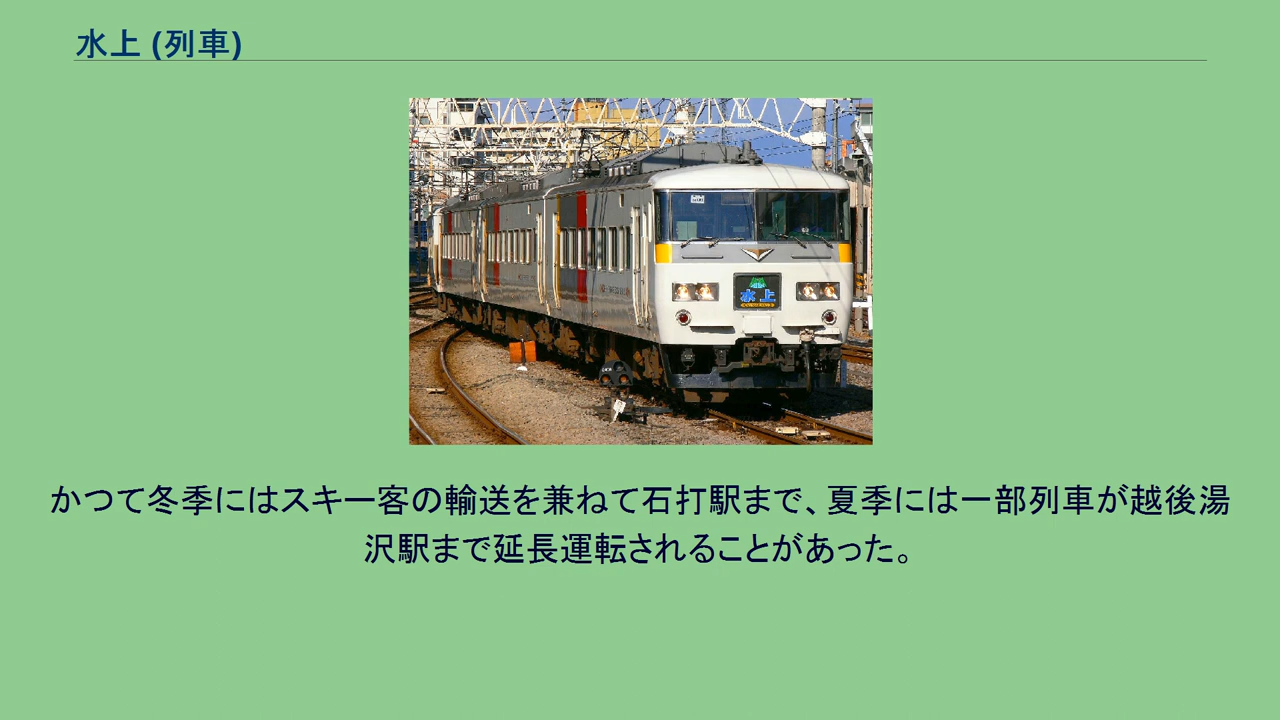 水上 (列車)
水上
かつて冬季にはスキー客の輸送を兼ねて石打駅まで、夏季には一部列車が越後湯
沢駅まで延長運転されることがあった。